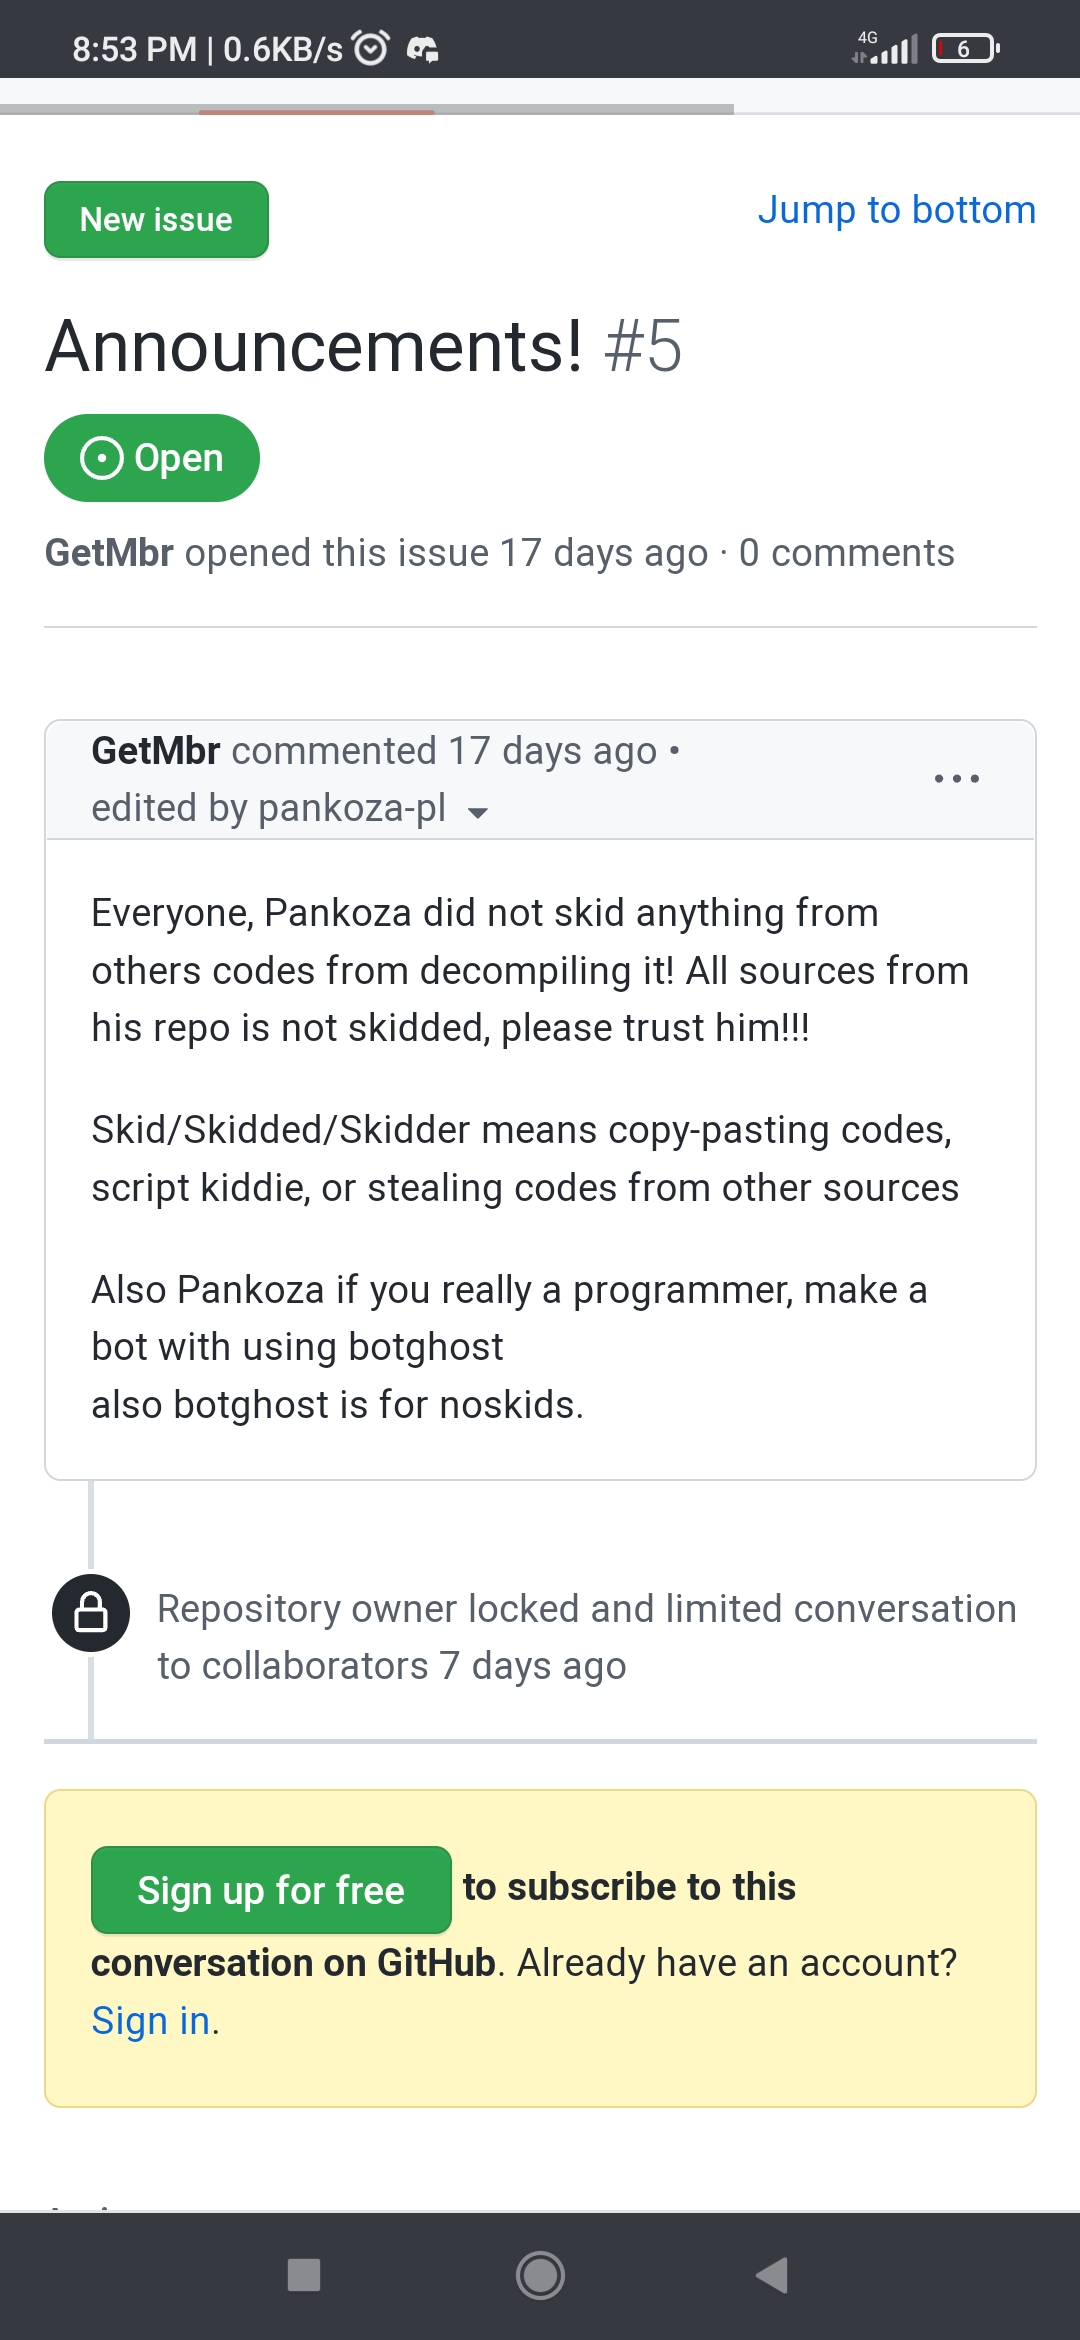 8:53 PM | 0.6KB/s
4G
6
New issue
Jump to bottom
Announcements! #5
Open
GetMbr opened this issue 17 days ago · 0 comments
GetMbr commented 17 days ago •
edited by pankoza-pl
Everyone, Pankoza did not skid anything from
others codes from decompiling it! All sources from
his repo is not skidded, please trust him!!!
Skid/Skidded/Skidder means copy-pasting codes,
script kiddie, or stealing codes from other sources
Also Pankoza if you really a programmer, make a
bot with using botghost
also botghost is for noskids.
Repository owner locked and limited conversation
to collaborators 7 days ago
Sign up for free to subscribe to this
conversation on GitHub. Already have an account?
Sign in.